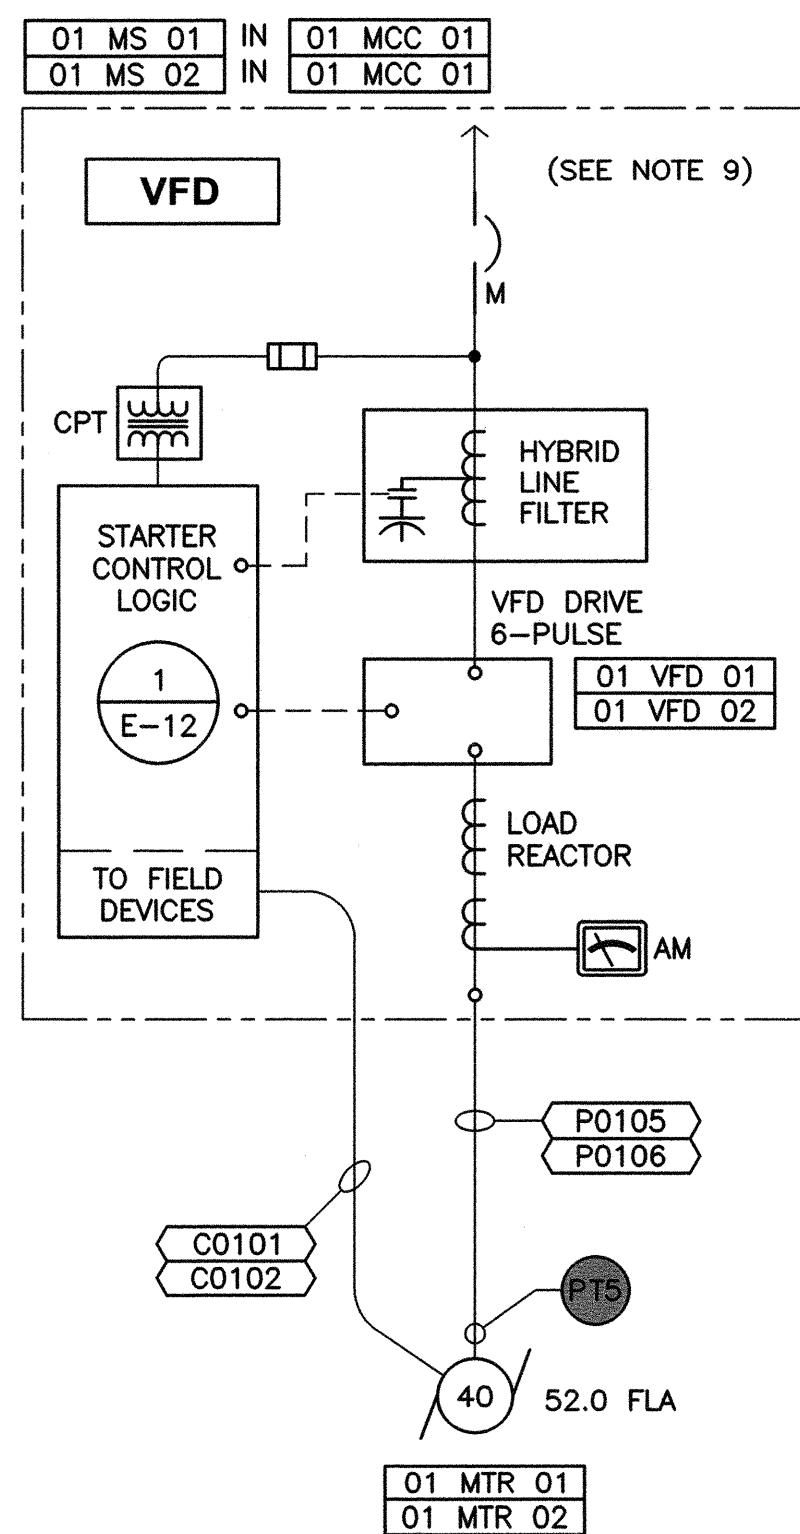 01 MS 01 IN 01 MCC 01
01 MS 02 IN 01 MCC 01
VFD
(SEE NOTE 9)
M
CPT
HYBRID
LINE
FILTER
STARTER
CONTROL
LOGIC
VFD DRIVE
6-PULSE
1
E-12
01 VFD 01
01 VFD 02
LOAD
REACTOR
TO FIELD
DEVICES
AM
P0105
P0106
C0101
C0102
PT5
40
52.0 FLA
01 MTR 01
01 MTR 02